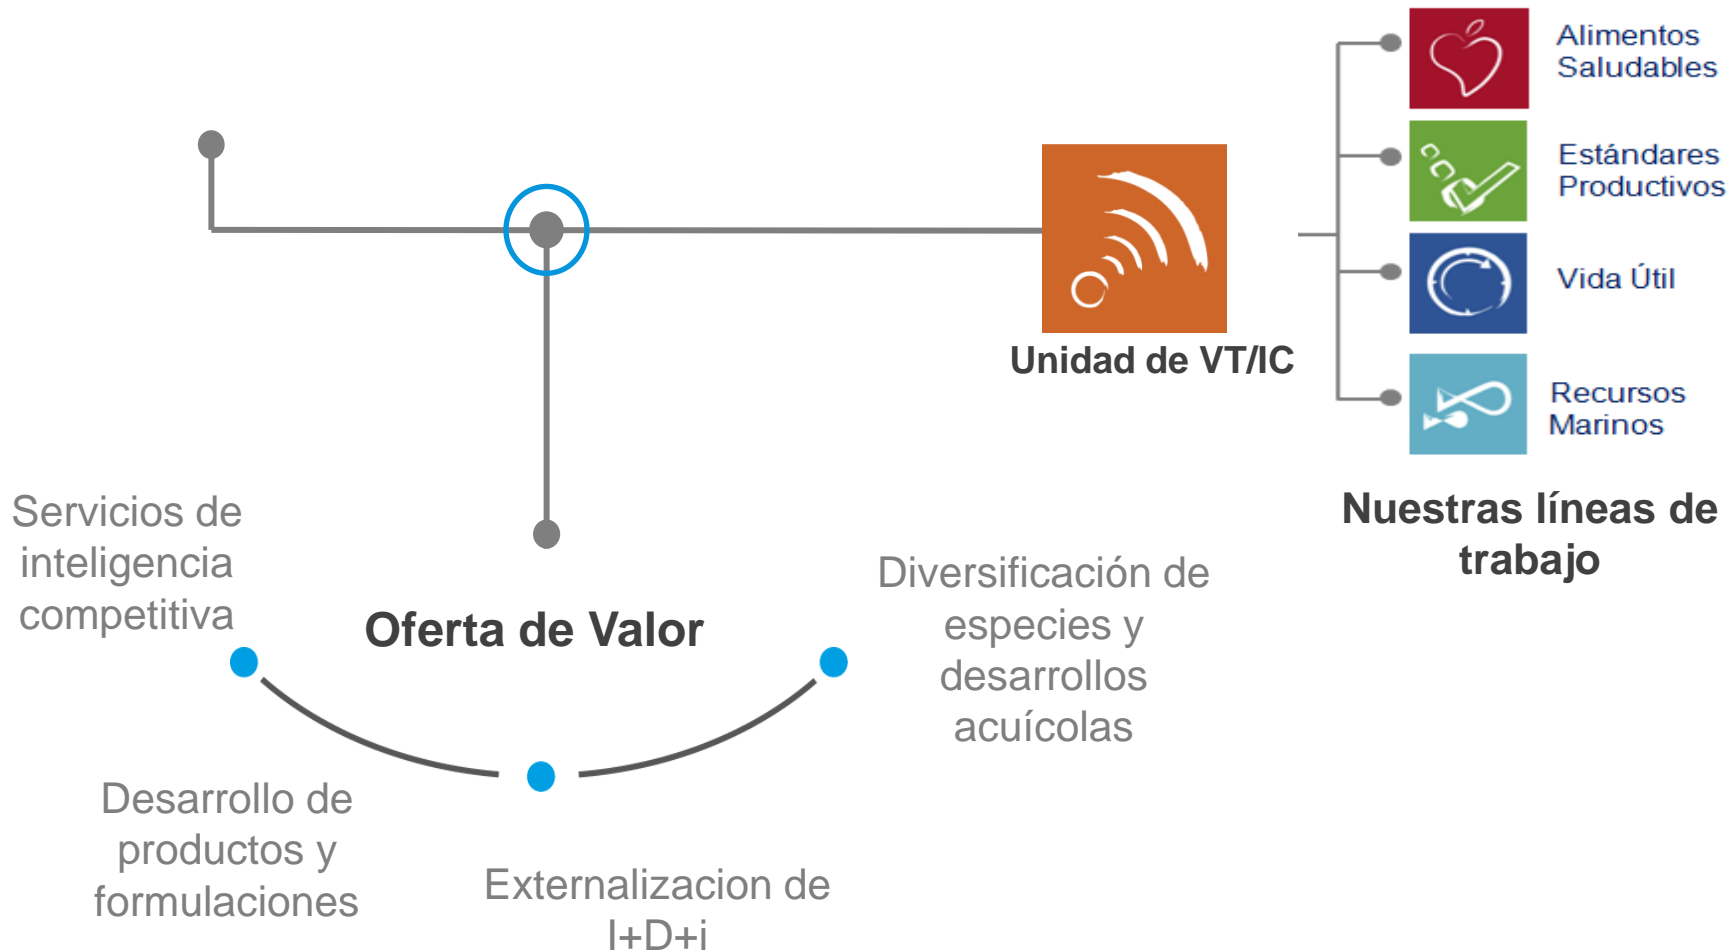 Alimentos
Saludables
Estándares
Productivos
Vida Útil
Recursos
Marinos
Unidad de VT/IC
Nuestras líneas de
trabajo
Servicios de
inteligencia
competitiva
Oferta de Valor
Diversificación de
especies y
desarrollos
acuícolas
Desarrollo de
productos y
formulaciones
Externalizacion de
I+D+i